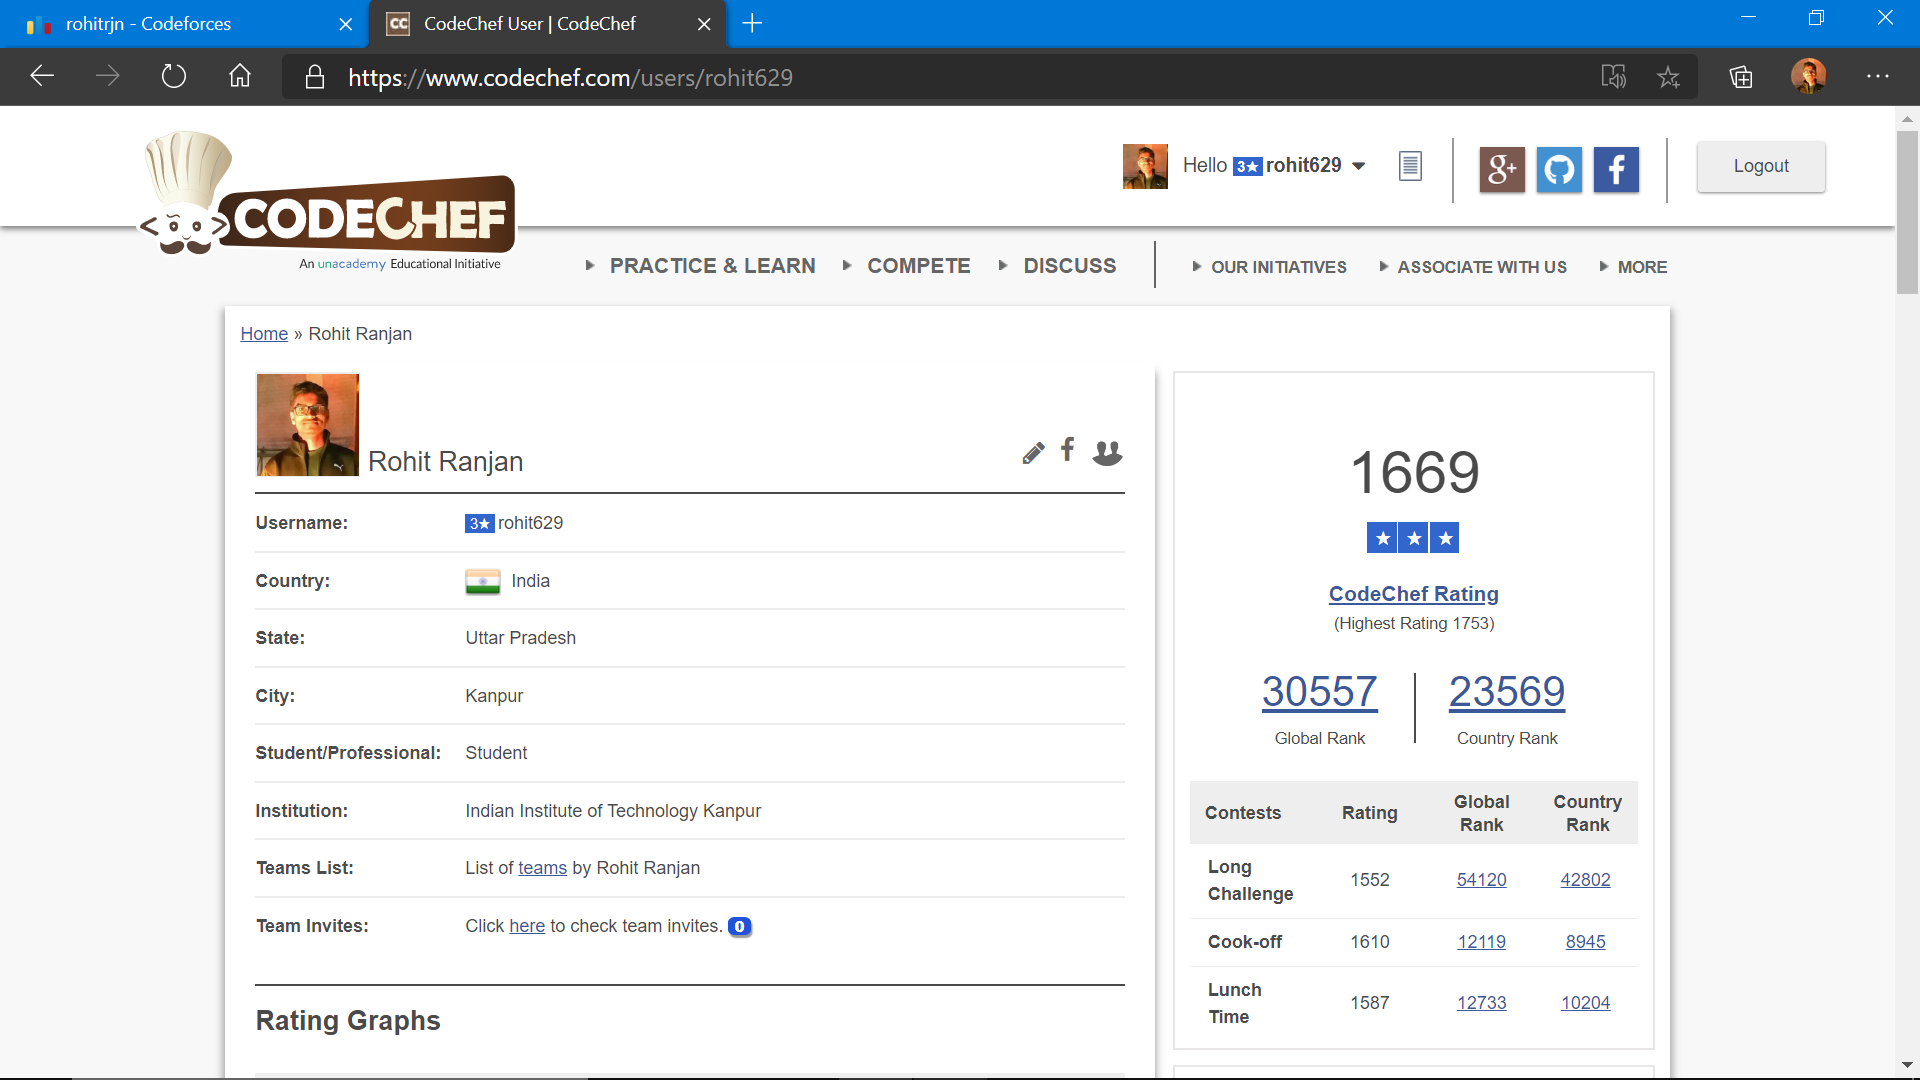 rohitrjn - Codeforces
CodeChef User | CodeChef
https://www.codechef.com/users/rohit629
CODECHEF
An unacademy Educational Initiative
Hello 3★ rohit629
g+
f
Logout
PRACTICE & LEARN
COMPETE
DISCUSS
OUR INITIATIVES
ASSOCIATE WITH US
MORE
Home » Rohit Ranjan
Rohit Ranjan
Username: 3★ rohit629
Country: India
State: Uttar Pradesh
City: Kanpur
Student/Professional: Student
Institution: Indian Institute of Technology Kanpur
Teams List: List of teams by Rohit Ranjan
Team Invites: Click here to check team invites. 0
Rating Graphs
1669
★★★
CodeChef Rating
(Highest Rating 1753)
30557 23569
Global Rank Country Rank
Contests Rating Global Rank Country Rank
Long Challenge 1552 54120 42802
Cook-off 1610 12119 8945
Lunch Time 1587 12733 10204